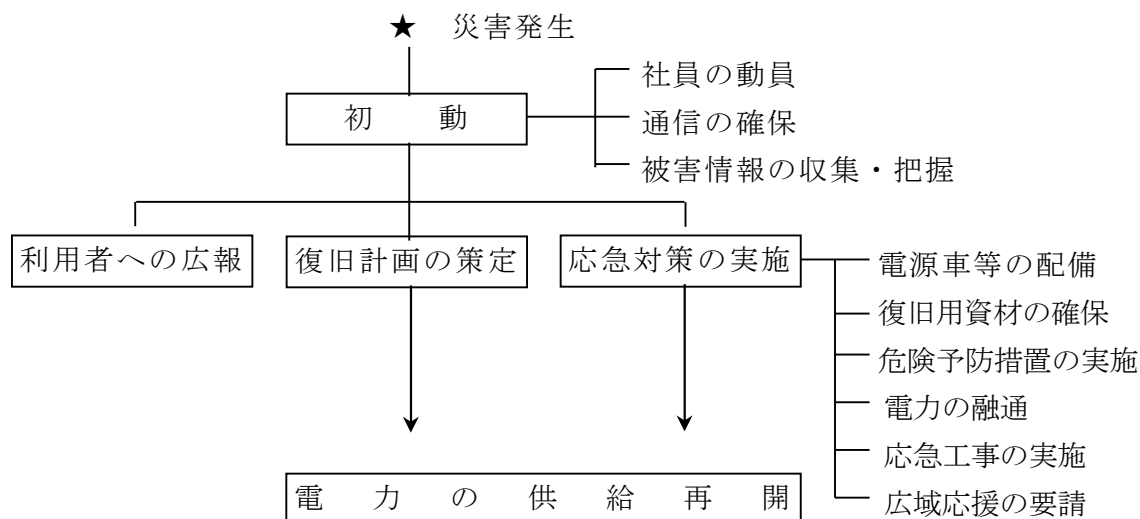 ★ 災害発生
初動
社員の動員
通信の確保
被害情報の収集・把握
利用者への広報
復旧計画の策定
応急対策の実施
電源車等の配備
復旧用資材の確保
危険予防措置の実施
電力の融通
応急工事の実施
広域応援の要請
電力の供給再開